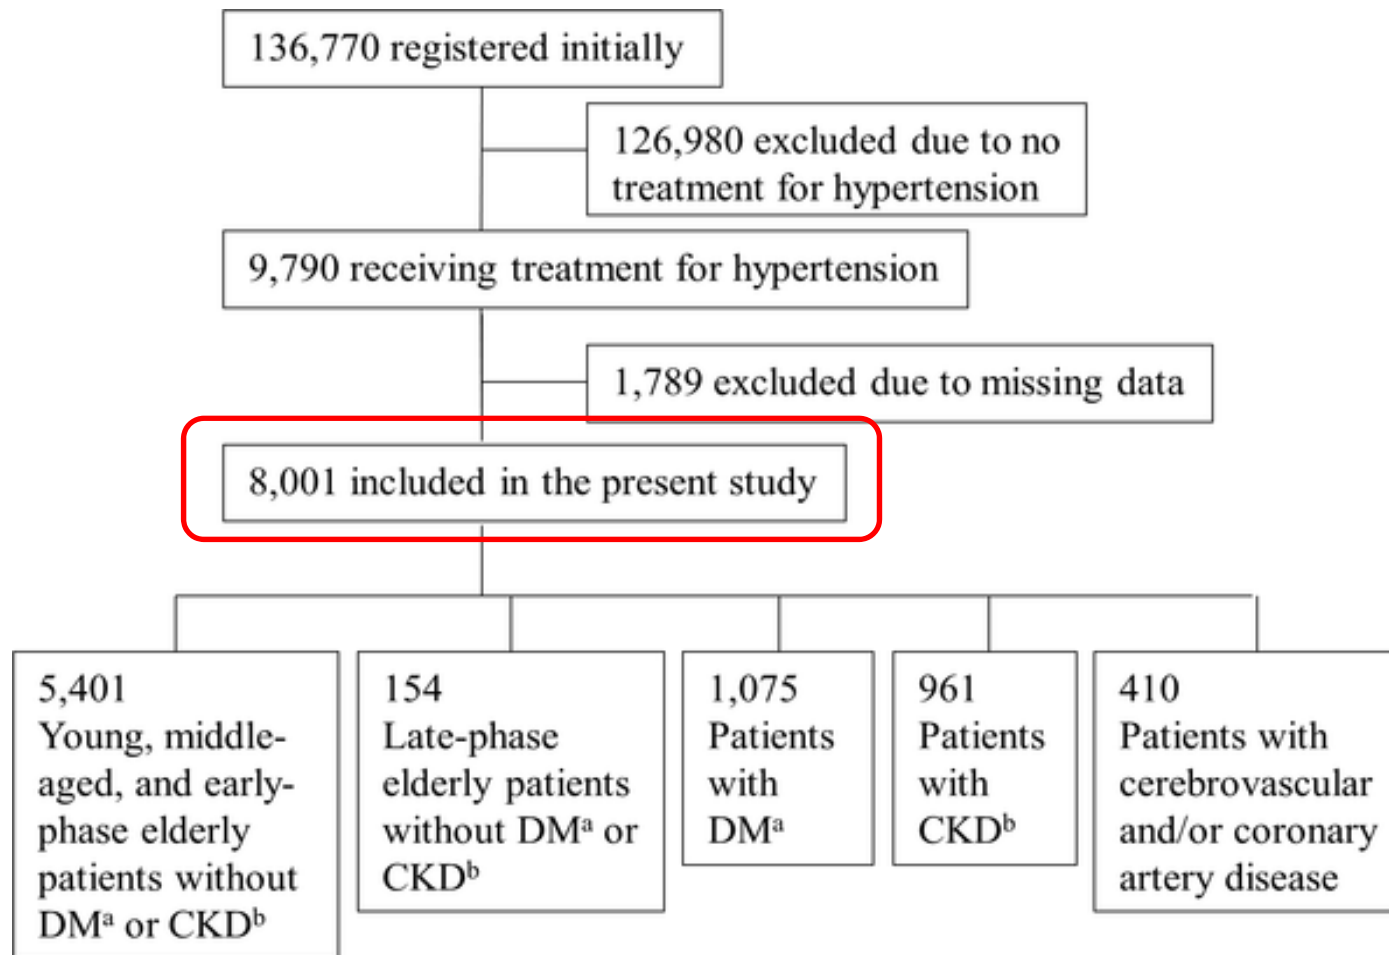 136,770 registered initially
126,980 excluded due to no
treatment for hypertension
9,790 receiving treatment for hypertension
1,789 excluded due to missing data
8,001 included in the present study
5,401
Young, middle-
aged, and early-
phase elderly
patients without
DMᵃ or CKDᵇ
154
Late-phase
elderly patients
without DMᵃ or
CKDᵇ
1,075
Patients
with
DMᵃ
961
Patients
with
CKDᵇ
410
Patients with
cerebrovascular
and/or coronary
artery disease